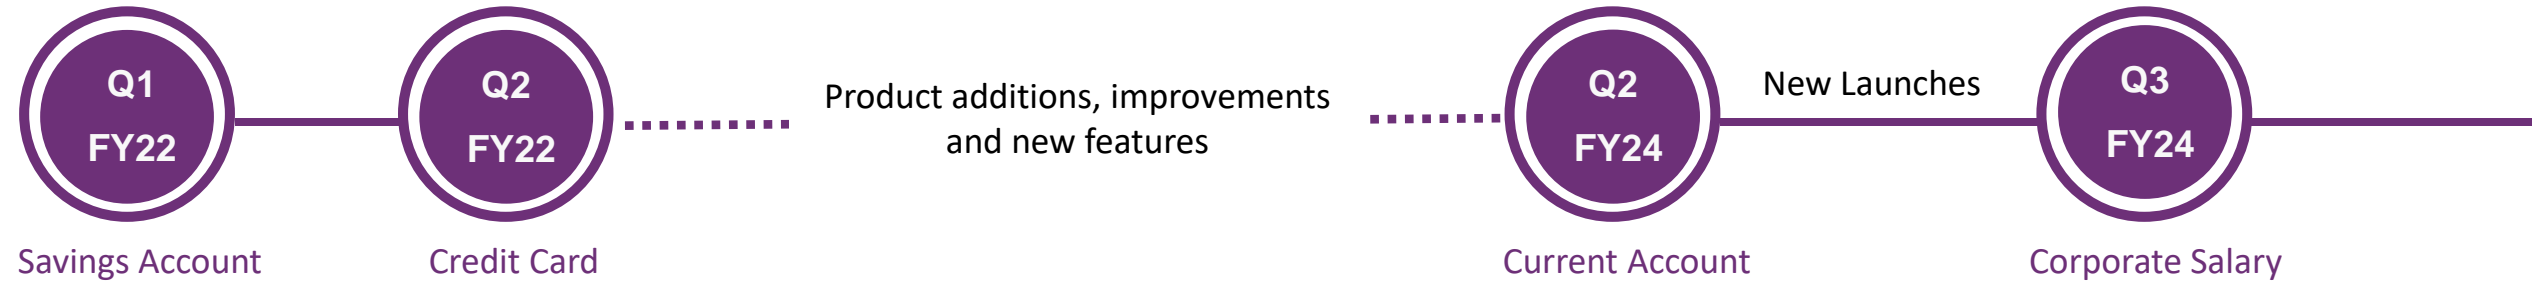 Q1
FY22
Savings Account
Q2
FY22
Credit Card
Product additions, improvements
and new features
Q2
FY24
Current Account
New Launches
Q3
FY24
Corporate Salary